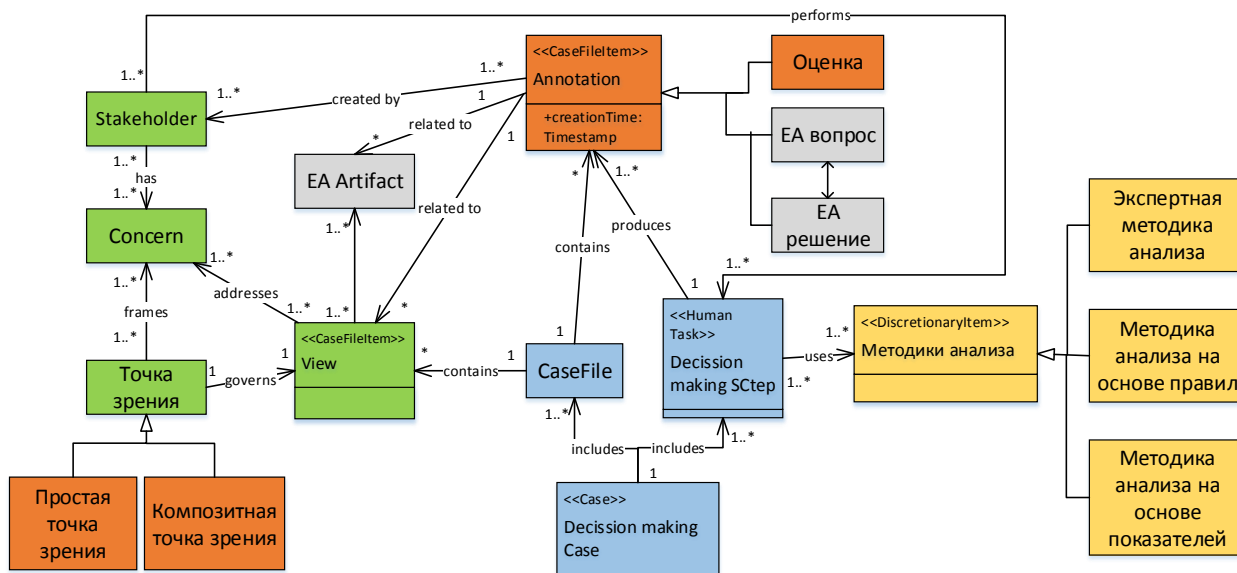 performs
<<CaseFileItem>>
Annotation
+creationTime:
Timestamp
Оценка
1..*
1..*
1..*
created by
1
related to
1
Stakeholder
*
EA вопрос
1..*
has
1..*
EA Artifact
*
1..*
related to
EA
решение
Concern
1..*
1..*
addresses
frames
1..*
contains
produces
1
1..*
Экспертная
методика
анализа
1..*
1..*
1..*
*
<<CaseFileItem>>
View
1
governs
1
Точка
зрения
*
contains
1
1
CaseFile
<<Human
Task>>
Decission
making SCtep
1..*
uses
1..*
<<DiscretionaryItem>>
Методики анализа
Методика
анализа на
основе правил
1..*
includes
includes
1..*
1
<<Case>>
Decission making
Case
Простая
точка
зрения
Композитная
точка зрения
Методика
анализа на
основе
показателей